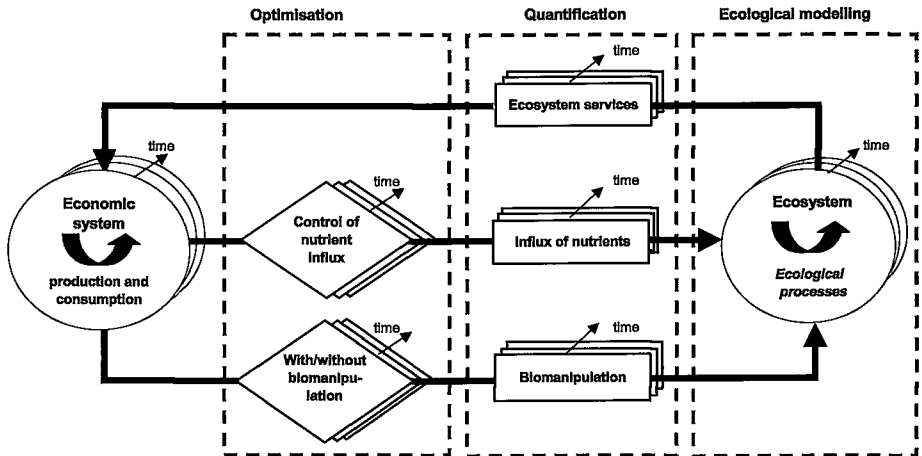 Optimisation
Quantification
Ecological modelling
time
Ecosystem services
time
Economic
system
production and
consumption
time
Control of
nutrient
influx
time
Influx of nutrients
time
Ecosystem
Ecological
processes
time
With/without
biomanipu-
lation
time
Biomanipulation